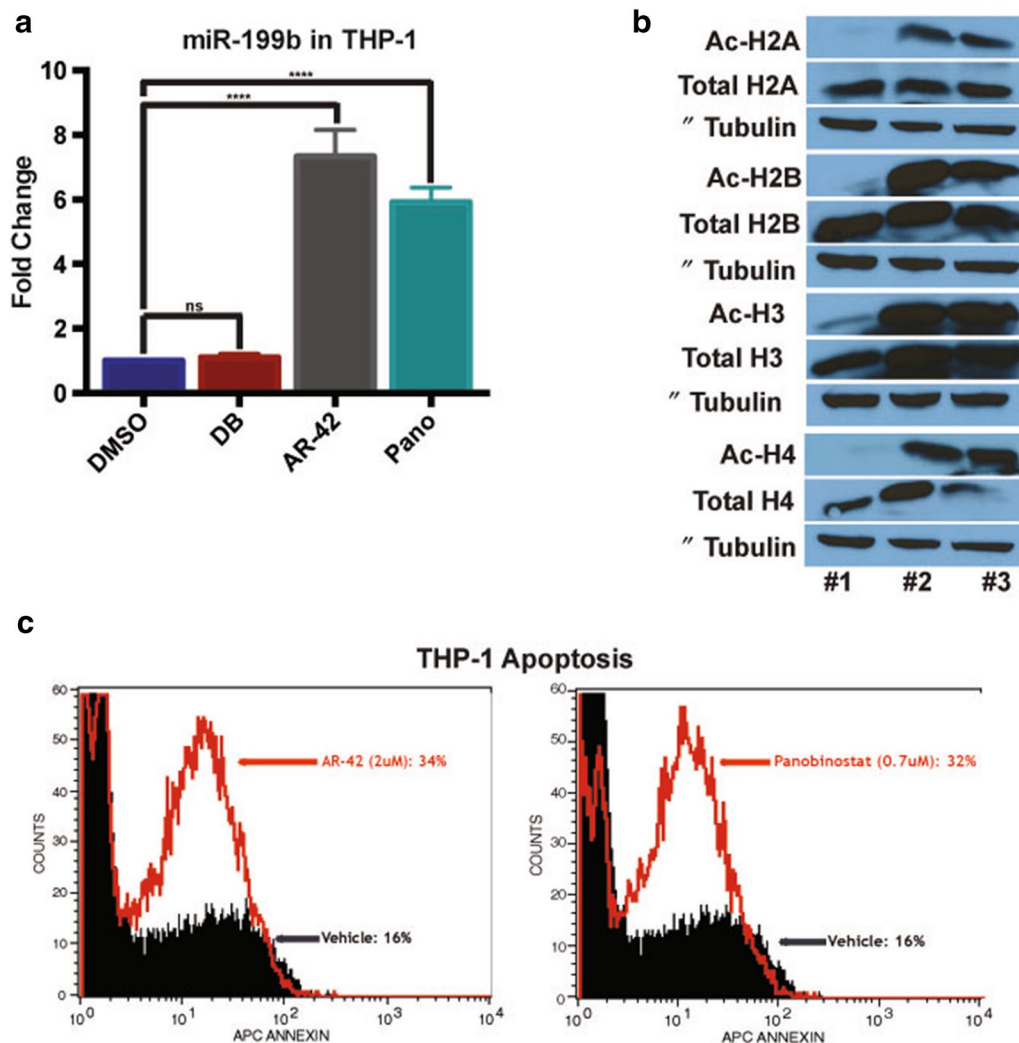 a
miR-199b in THP-1
Fold Change
10
8
6
4
2
0
****
****
ns
DMSO
DB
AR-42
Pano
b
Ac-H2A
Total H2A
″ Tubulin
Ac-H2B
Total H2B
″ Tubulin
Ac-H3
Total H3
″ Tubulin
Ac-H4
Total H4
″ Tubulin
#1 #2 #3
c
THP-1 Apoptosis
COUNTS
60
50
40
30
20
10
0
AR-42 (2uM): 34%
Vehicle: 16%
10⁰ 10¹ 10² 10³ 10⁴
APC ANNEXIN
COUNTS
60
50
40
30
20
10
0
Panobinostat (0.7uM): 32%
Vehicle: 16%
10⁰ 10¹ 10² 10³ 10⁴
APC ANNEXIN